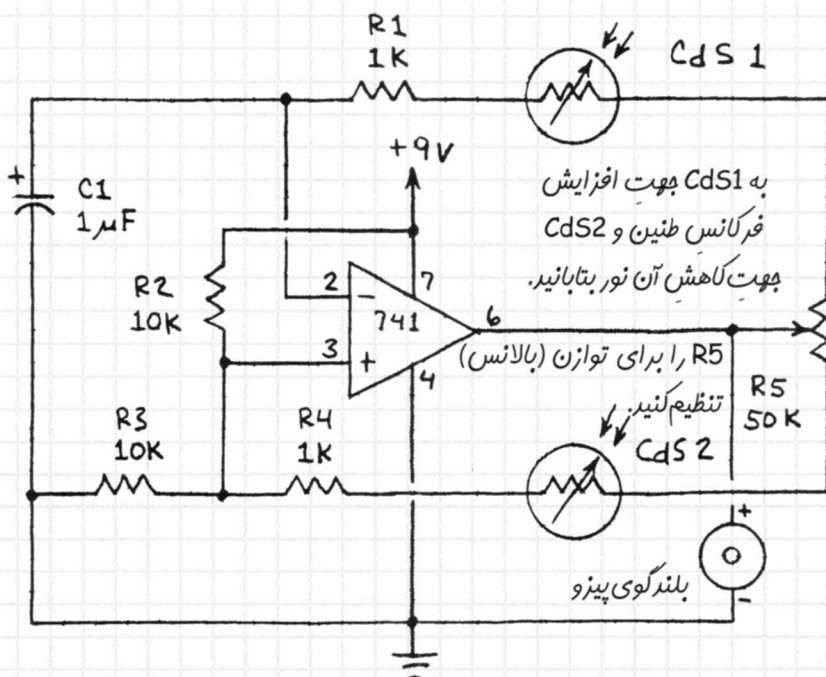 R1
1K
CdS 1
+9V
+
C1
1µF
به CdS1 جهتِ افزایش
فرکانسِ طنین و CdS2
جهتِ کاهشِ آن نور بتابانید.
R2
10K
2
−
7
741
6
3
+
4
R5 را برای توازن (بالانس)
تنظیم کنید.
R5
50K
R3
10K
R4
1K
CdS 2
+
بلندگوی پیزو
−